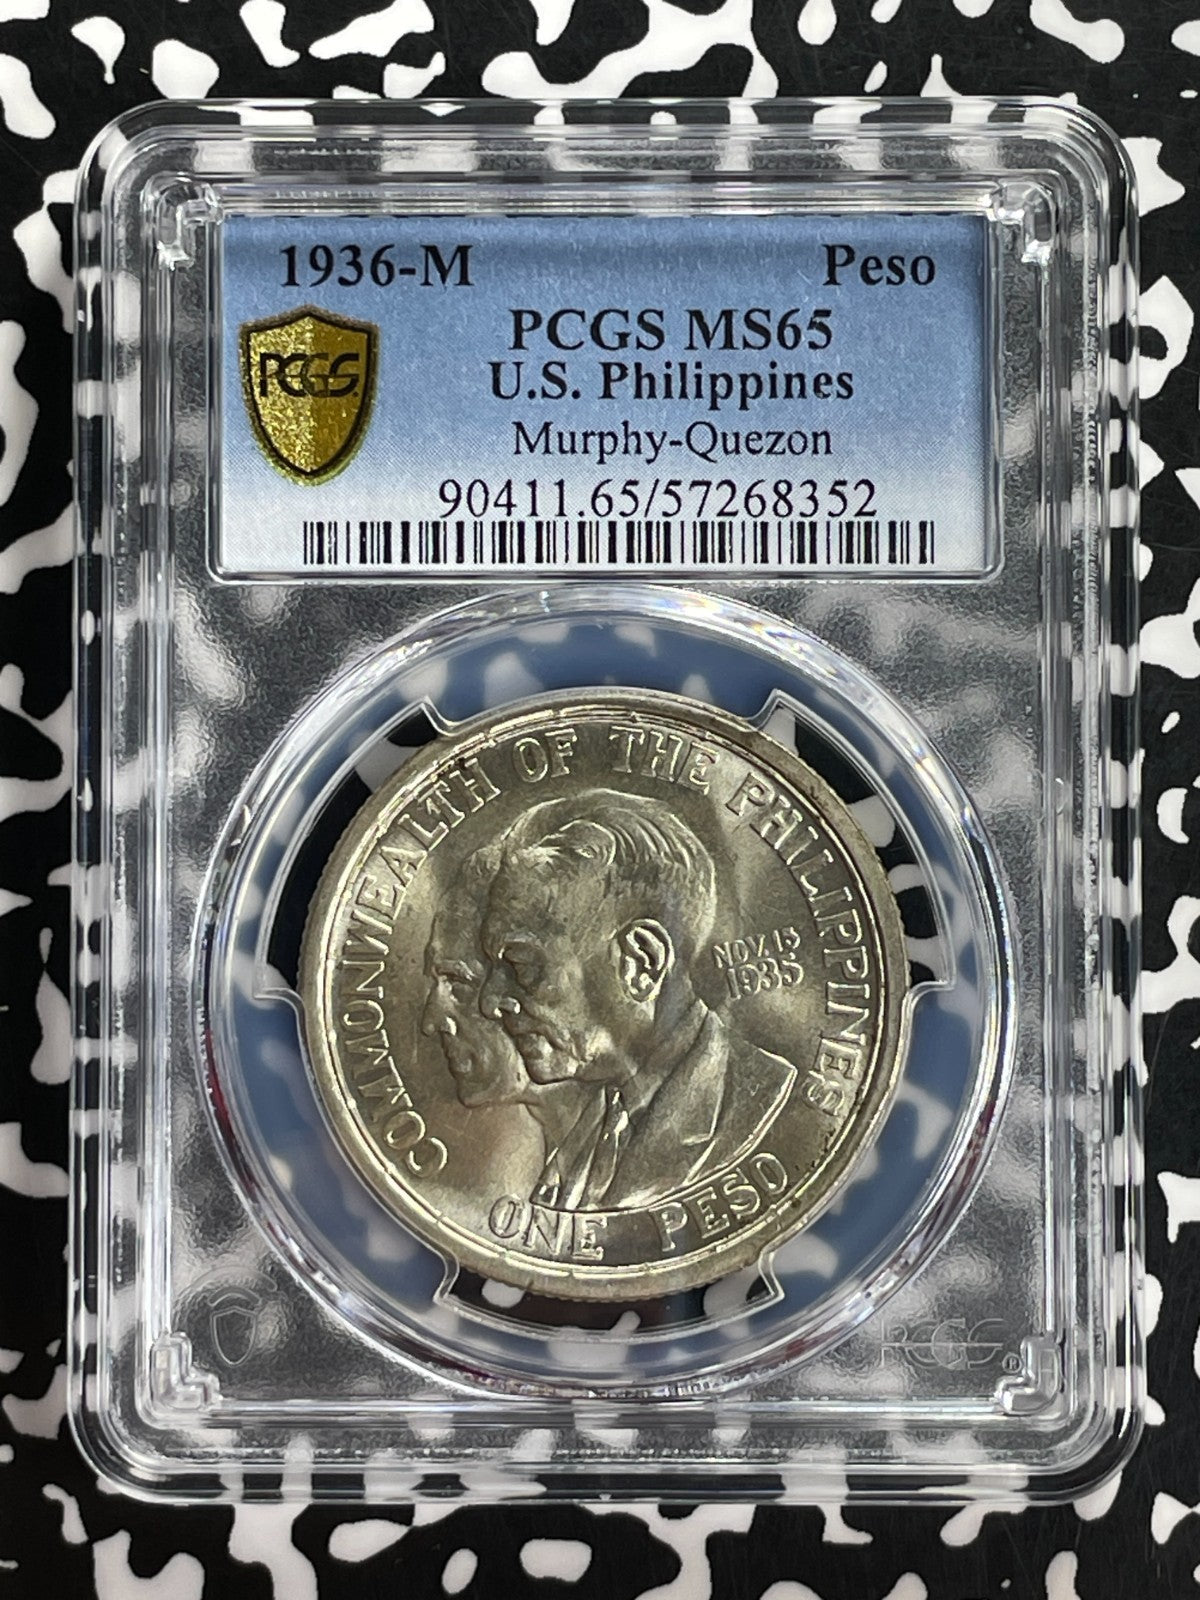 1936-M Peso
PCGS MS65
PCGS
U.S. Philippines
Murphy-Quezon
90411.65/57268352
COMMONWEALTH OF THE PHILIPPINES
NOV. 15
1935
ONE PESO
PCGS